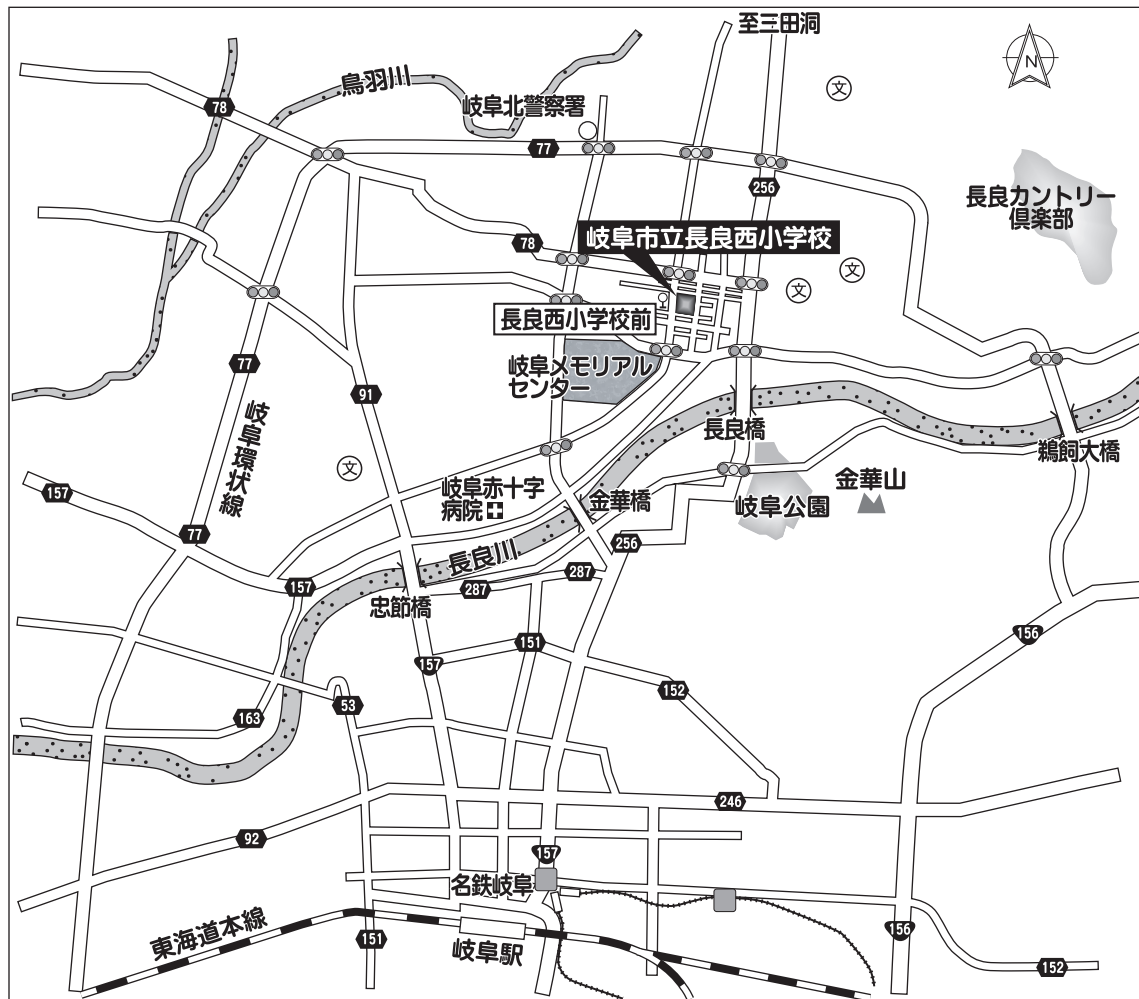 至三田洞
N
文
鳥羽川
78
岐阜北警察署
77
256
長良カントリー
倶楽部
岐阜市立長良西小学校
78
文
文
長良西小学校前
岐阜メモリアル
センター
77
91
長良橋
岐阜環状線
文
鵜飼大橋
157
岐阜赤十字
病院
金華橋
岐阜公園
金華山
77
256
長良川
157
287
287
忠節橋
151
156
157
152
163
53
246
92
157
名鉄岐阜
東海道本線
岐阜駅
151
156
152